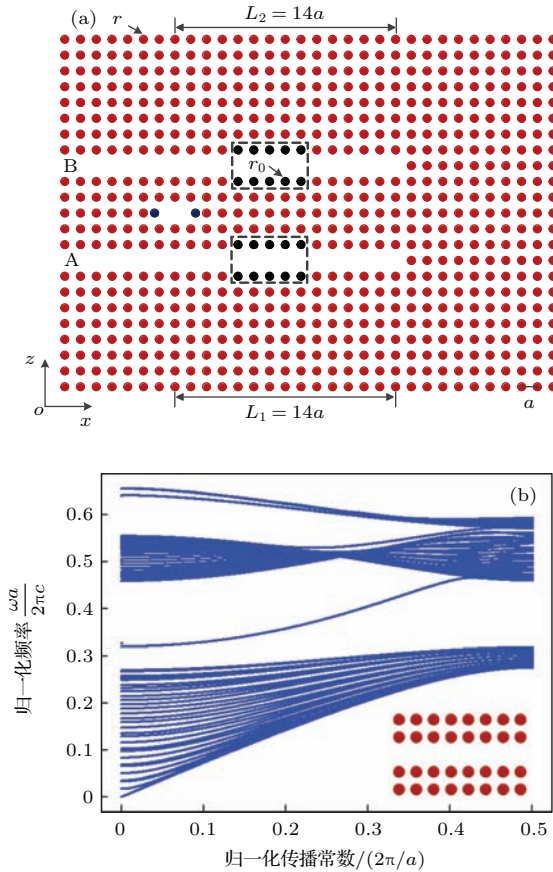 (a)
r
L₂ = 14a
B
r₀
A
z
o
x
L₁ = 14a
a
(b)
归一化频率 ωa/2πc
0.6
0.5
0.4
0.3
0.2
0.1
0
0 0.1 0.2 0.3 0.4 0.5
归一化传播常数/(2π/a)